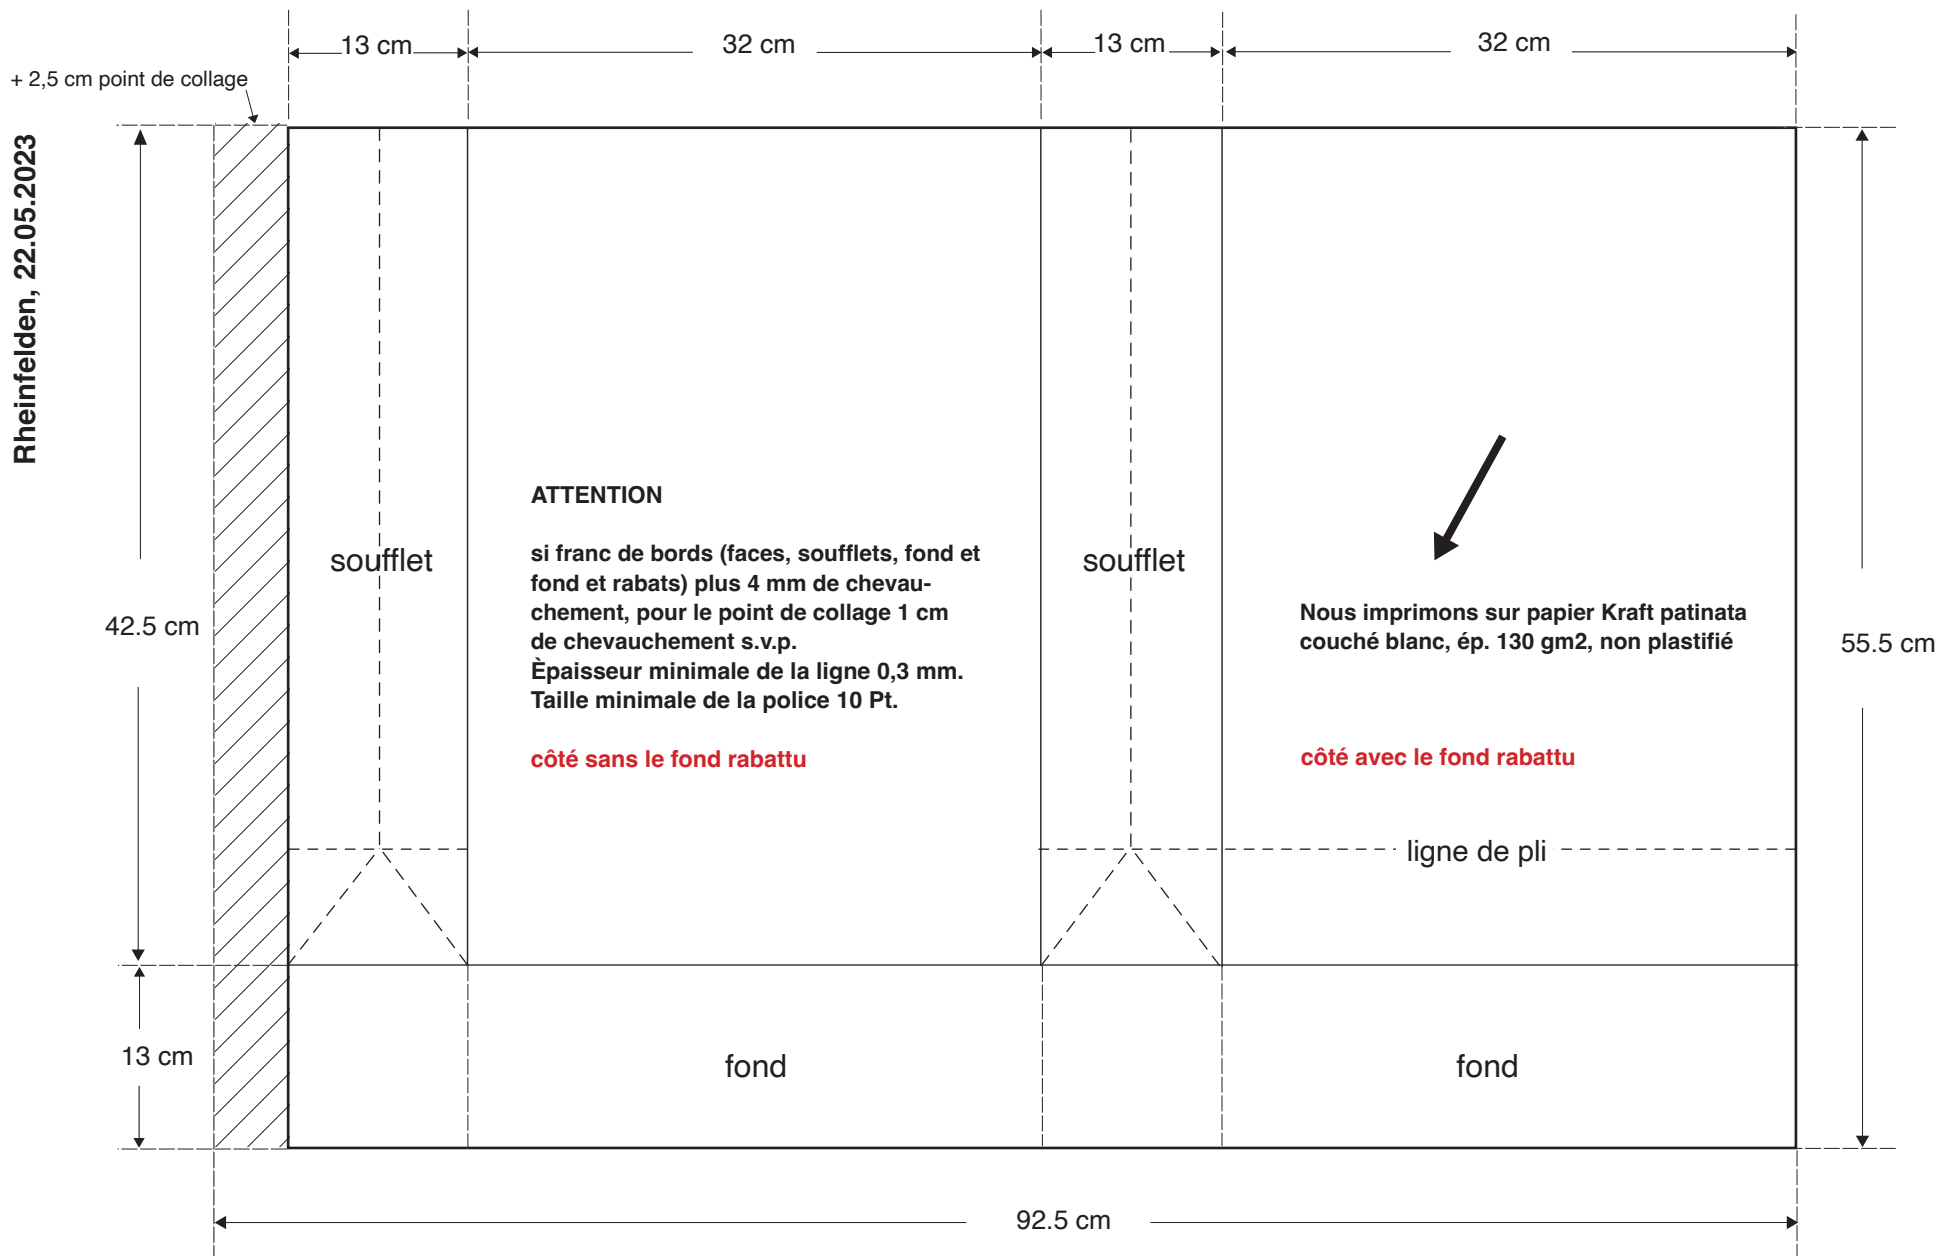 13 cm
32 cm
13 cm
32 cm
+ 2,5 cm point de collage
Rheinfelden, 22.05.2023
ATTENTION
si franc de bords (faces, soufflets, fond et
fond et rabats) plus 4 mm de chevau-
chement, pour le point de collage 1 cm
de chevauchement s.v.p.
Èpaisseur minimale de la ligne 0,3 mm.
Taille minimale de la police 10 Pt.
côté sans le fond rabattu
soufflet
soufflet
Nous imprimons sur papier Kraft patinata
couché blanc, ép. 130 gm2, non plastifié
côté avec le fond rabattu
42.5 cm
55.5 cm
ligne de pli
13 cm
fond
fond
92.5 cm